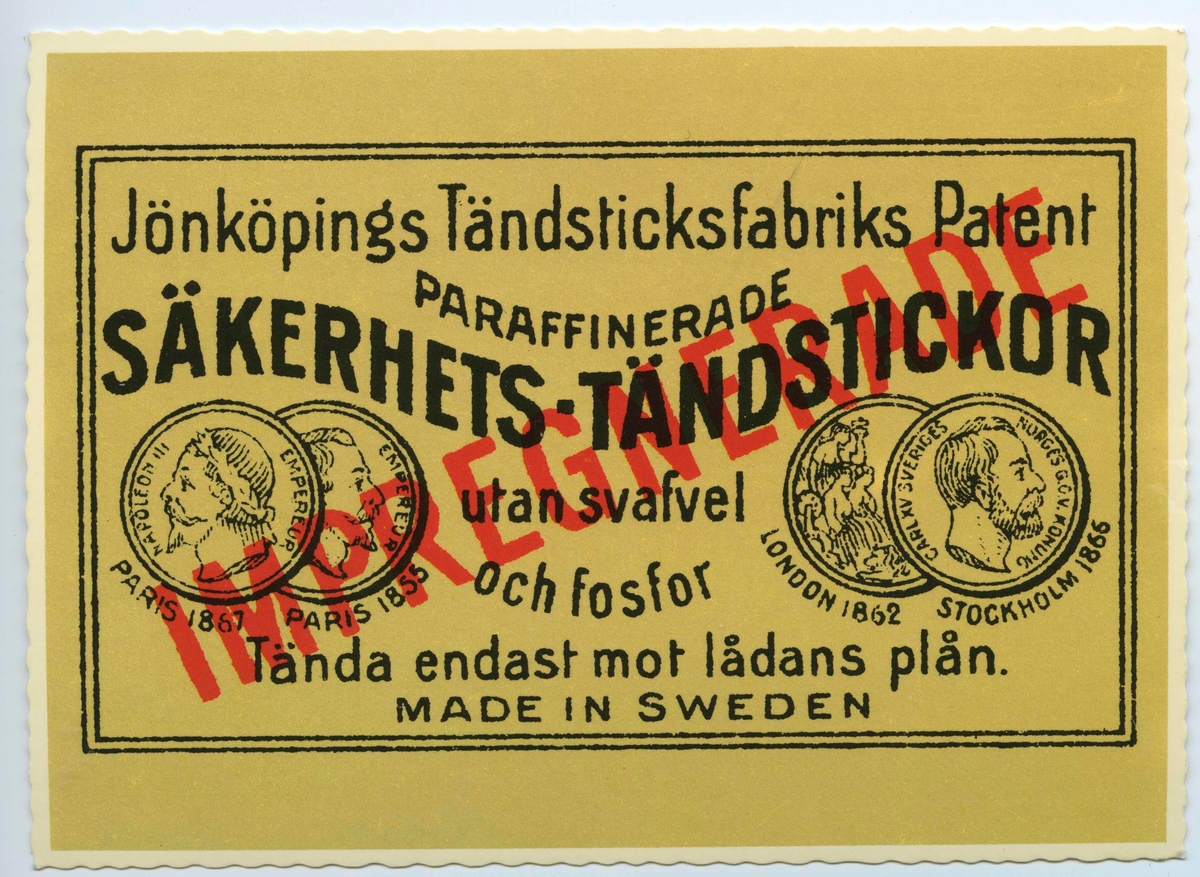 Jönköpings Tändsticksfabriks Patent
PARAFFINERADE
SÄKERHETS-TÄNDSTICKOR
IMPREGNERADE
NAPOLEON III EMPEREUR
EMPEREUR
utan svafvel
CARL XV SVERIGES NORGES G.O.V. KONUNG
PARIS 1867
PARIS 1855
och fosfor
LONDON 1862
STOCKHOLM 1866
Tända endast mot lådans plån.
MADE IN SWEDEN